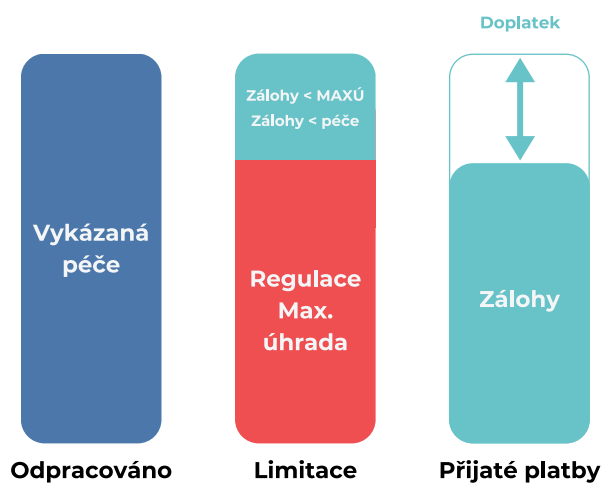 Doplatek
Vykázaná
péče
Zálohy < MAXÚ
Zálohy < péče
Regulace
Max.
úhrada
Zálohy
Odpracováno
Limitace
Přijaté platby